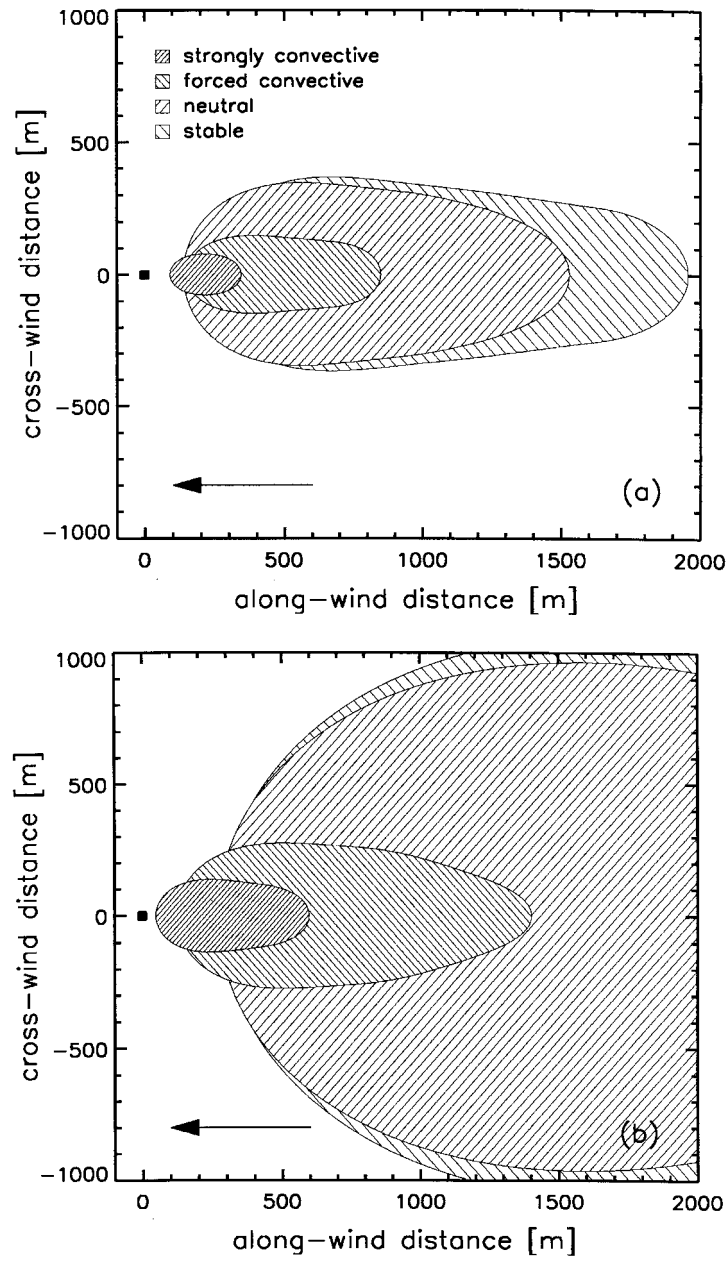 1000
500
0
-500
-1000
cross-wind distance [m]
strongly convective
forced convective
neutral
stable
(a)
0 500 1000 1500 2000
along-wind distance [m]
1000
500
0
-500
-1000
cross-wind distance [m]
(b)
0 500 1000 1500 2000
along-wind distance [m]